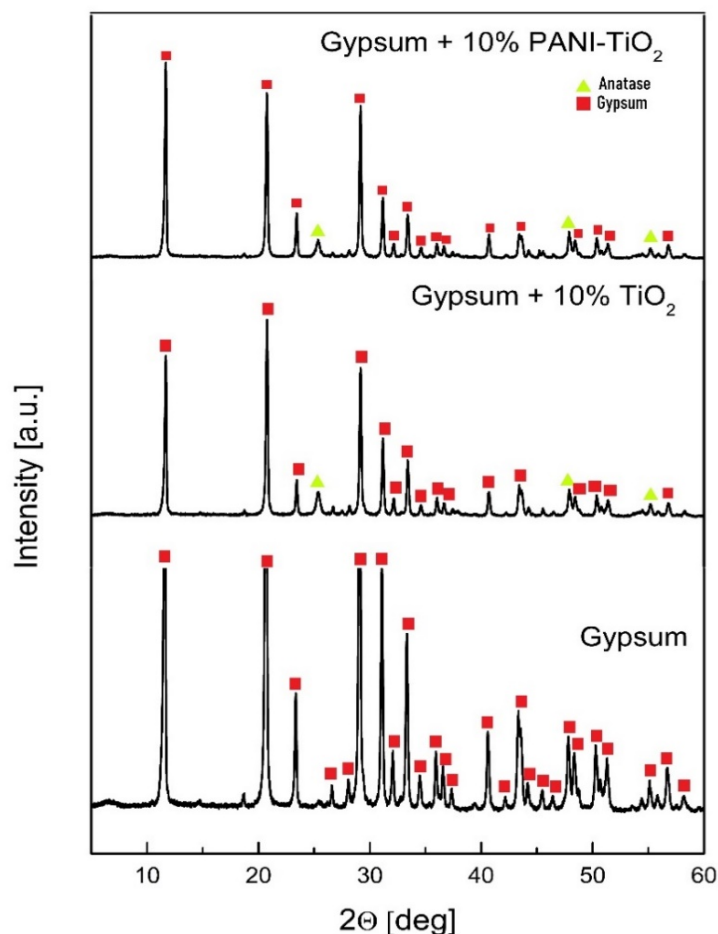 Gypsum + 10% PANI-TiO₂
Anatase
Gypsum
Gypsum + 10% TiO₂
Gypsum
Intensity [a.u.]
10 20 30 40 50 60
2Θ [deg]